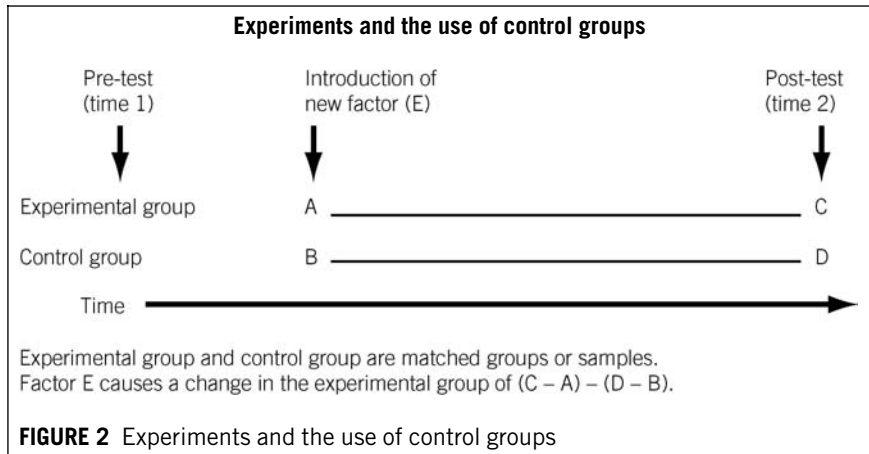 Experiments and the use of control groups
Pre-test
(time 1)
Introduction of
new factor (E)
Post-test
(time 2)
Experimental group A C
Control group B D
Time
Experimental group and control group are matched groups or samples.
Factor E causes a change in the experimental group of (C – A) – (D – B).
FIGURE 2 Experiments and the use of control groups